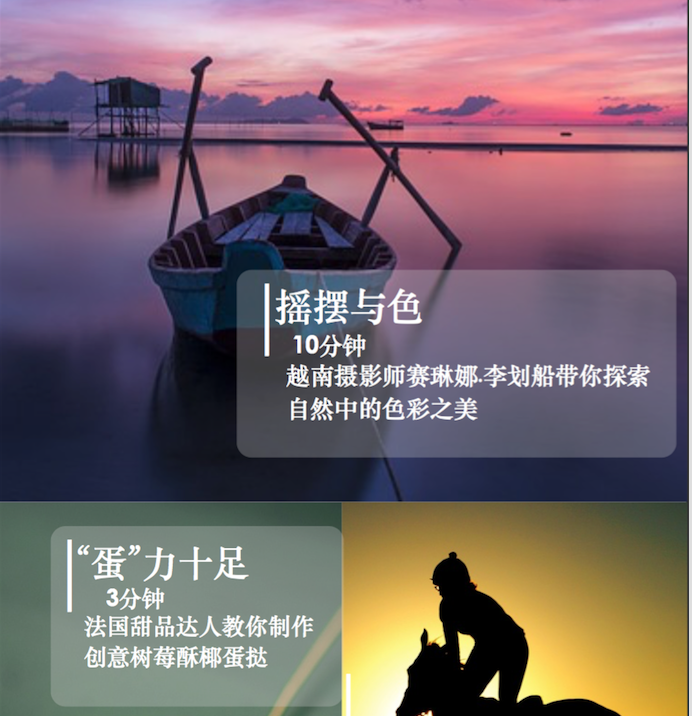 摇摆与色
10分钟
越南摄影师赛琳娜·李划船带你探索
自然中的色彩之美
“蛋”力十足
3分钟
法国甜品达人教你制作
创意树莓酥椰蛋挞